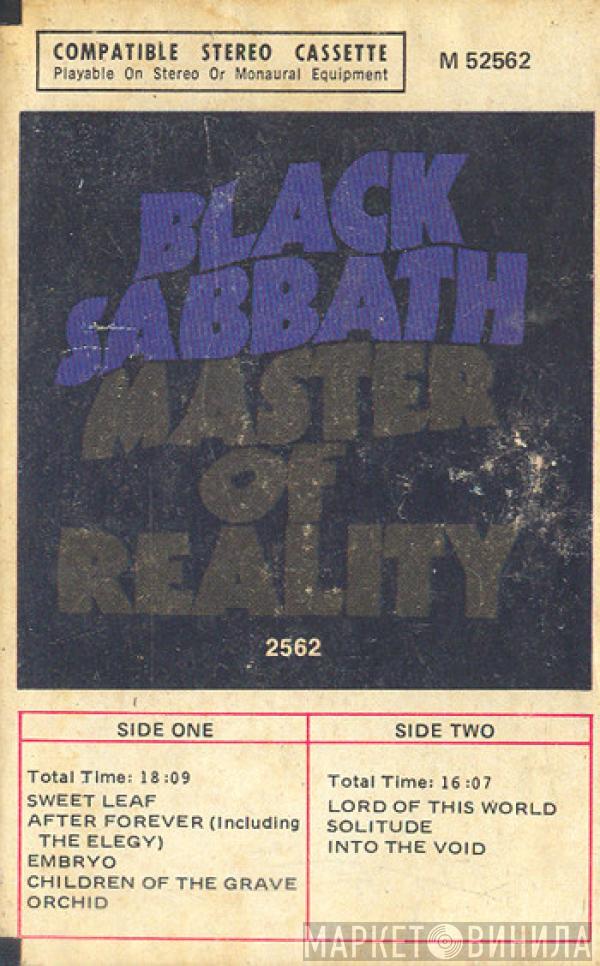 COMPATIBLE STEREO CASSETTE
Playable On Stereo Or Monaural Equipment
M 52562
BLACK
SABBATH
MASTER
OF
REALITY
2562
SIDE ONE
Total Time: 18:09
SWEET LEAF
AFTER FOREVER (Including
THE ELEGY)
EMBRYO
CHILDREN OF THE GRAVE
ORCHID
SIDE TWO
Total Time: 16:07
LORD OF THIS WORLD
SOLITUDE
INTO THE VOID
МАРКЕТ ВИНИЛА